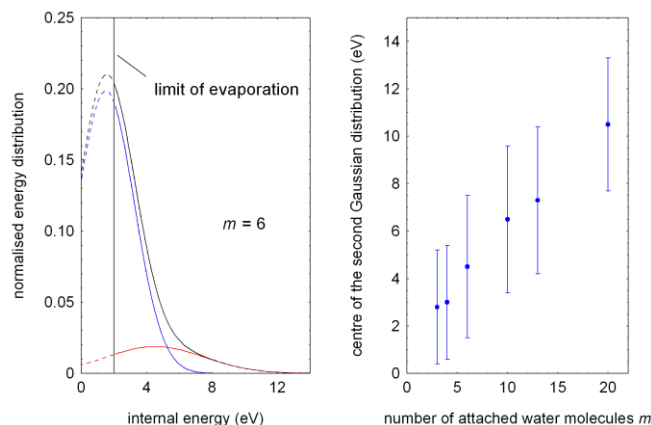 0.25
0.20
0.15
0.10
0.05
0
normalised energy distribution
limit of evaporation
m = 6
0 4 8 12
internal energy (eV)
14
12
10
8
6
4
2
0
centre of the second Gaussian distribution (eV)
0 5 10 15 20
number of attached water molecules m